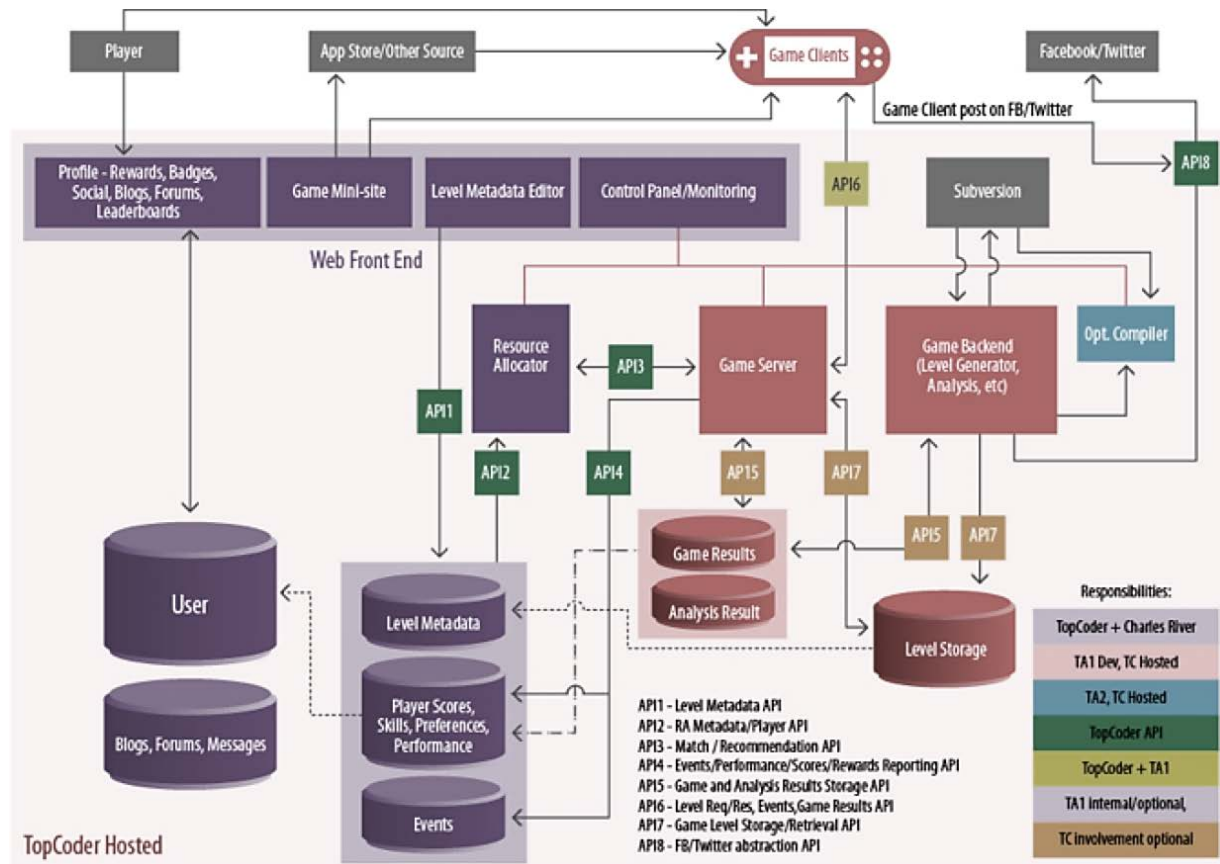 Player
App Store/Other Source
Game Clients
Facebook/Twitter
Game Client post on FB/Twitter
API8
API6
Profile - Rewards, Badges,
Social, Blogs, Forums,
Leaderboards
Game Mini-site
Level Metadata Editor
Control Panel/Monitoring
Subversion
Web Front End
Resource
Allocator
API3
Game Server
Game Backend
(Level Generator,
Analysis, etc)
Opt. Compiler
API1
API2
API4
AP15
API7
API5
API7
Game Results
Analysis Result
User
Level Metadata
Level Storage
Player Scores,
Skills, Preferences,
Performance
Blogs, Forums, Messages
Events
API1 - Level Metadata API
API2 - RA Metadata/Player API
API3 - Match / Recommendation API
API4 - Events/Performance/Scores/Rewards Reporting API
API5 - Game and Analysis Results Storage API
API6 - Level Req/Res, Events,Game Results API
API7 - Game Level Storage/Retrieval API
API8 - FB/Twitter abstraction API
Responsibilities:
TopCoder + Charles River
TA1 Dev, TC Hosted
TA2, TC Hosted
TopCoder API
TopCoder + TA1
TA1 internal/optional,
TC involvement optional
TopCoder Hosted